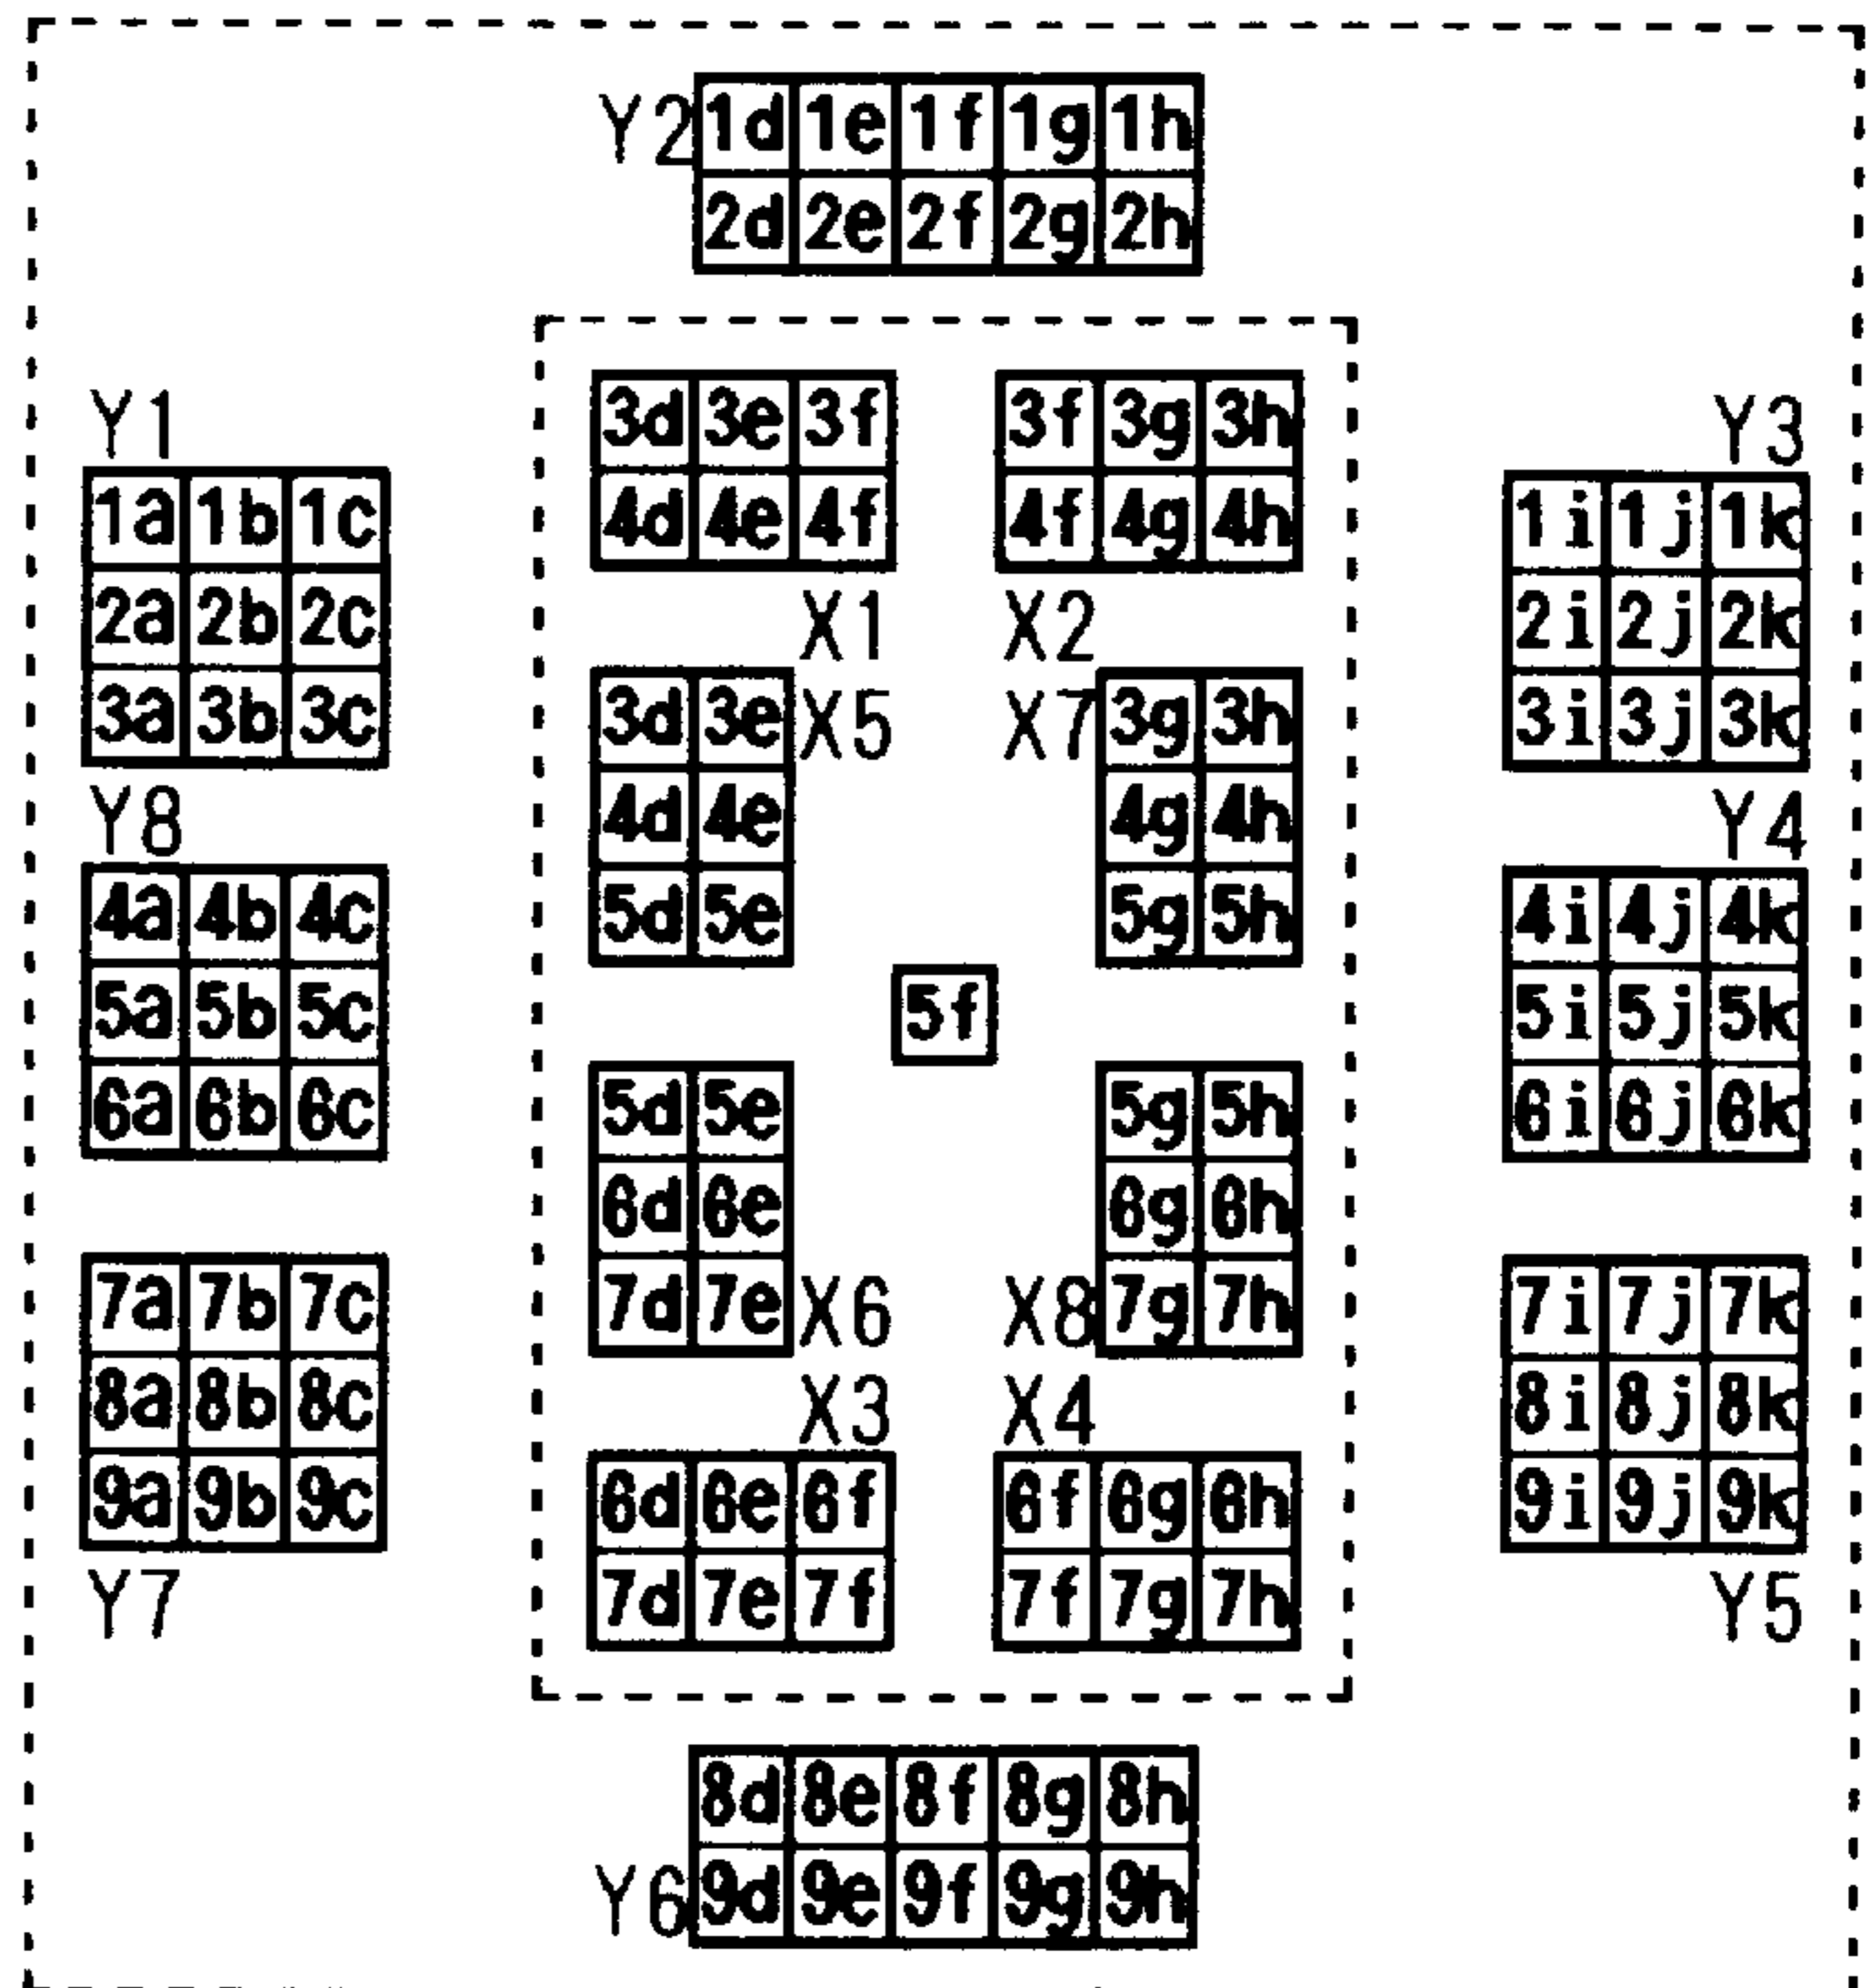 Y2
1d 1e 1f 1g 1h
2d 2e 2f 2g 2h
Y1
1a 1b 1c
2a 2b 2c
3a 3b 3c
3d 3e 3f
4d 4e 4f
X1
3f 3g 3h
4f 4g 4h
X2
Y3
1i 1j 1k
2i 2j 2k
3i 3j 3k
X5
3d 3e
4d 4e
5d 5e
X7
3g 3h
4g 4h
5g 5h
Y8
4a 4b 4c
5a 5b 5c
6a 6b 6c
5f
Y4
4i 4j 4k
5i 5j 5k
6i 6j 6k
5d 5e
6d 6e
7d 7e
X6
5g 5h
6g 6h
7g 7h
X8
7a 7b 7c
8a 8b 8c
9a 9b 9c
Y7
X3
6d 6e 6f
7d 7e 7f
X4
6f 6g 6h
7f 7g 7h
7i 7j 7k
8i 8j 8k
9i 9j 9k
Y5
8d 8e 8f 8g 8h
9d 9e 9f 9g 9h
Y6